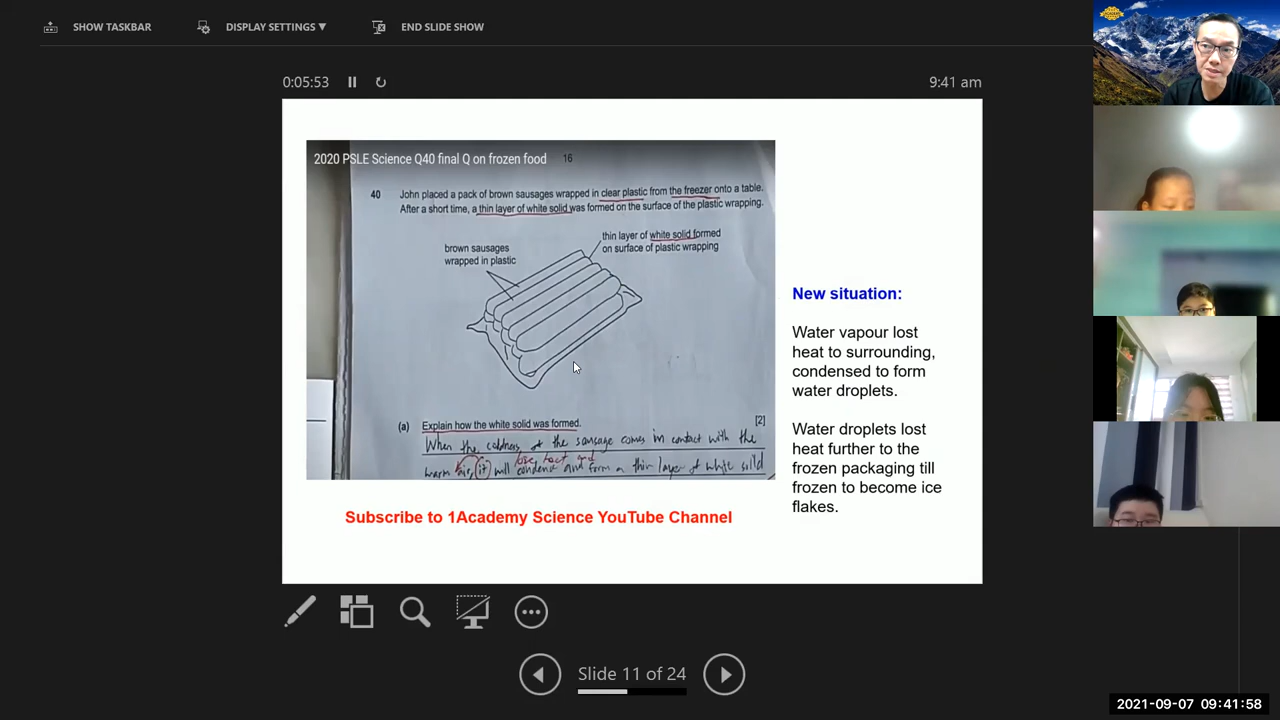 SHOW TASKBAR
DISPLAY SETTINGS ▼
END SLIDE SHOW
0:05:53
9:41 am
2020 PSLE Science Q40 final Q on frozen food
16
40 John placed a pack of brown sausages wrapped in clear plastic from the freezer onto a table.
After a short time, a thin layer of white solid was formed on the surface of the plastic wrapping.
thin layer of white solid formed
on surface of plastic wrapping
brown sausages
wrapped in plastic
(a) Explain how the white solid was formed. [2]
When the coldness of the sausage comes in contact with the
lose heat and
warm air, it will condense and form a thin layer of white solid
Subscribe to 1Academy Science YouTube Channel
New situation:
Water vapour lost
heat to surrounding,
condensed to form
water droplets.
Water droplets lost
heat further to the
frozen packaging till
frozen to become ice
flakes.
Slide 11 of 24
2021-09-07 09:41:58